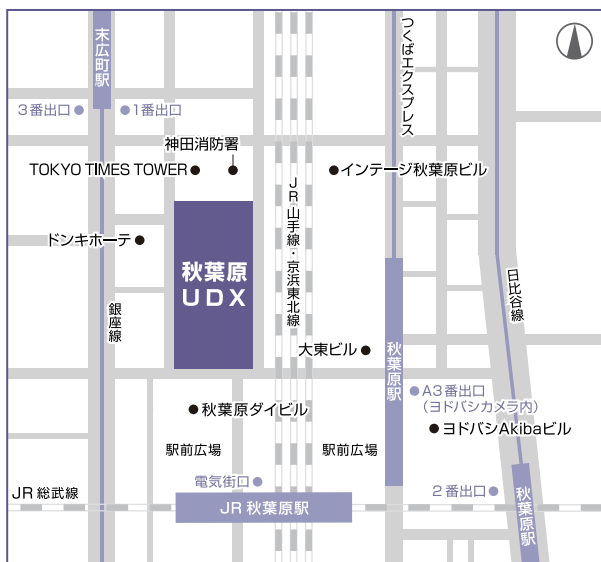 末広町駅
つくばエクスプレス
3番出口
1番出口
神田消防署
TOKYO TIMES TOWER
インテージ秋葉原ビル
JR山手線・京浜東北線
ドンキホーテ
秋葉原
UDX
日比谷線
銀座線
大東ビル
秋葉原駅
A3番出口
(ヨドバシカメラ内)
秋葉原ダイビル
ヨドバシAkibaビル
駅前広場
駅前広場
電気街口
2番出口
JR 総武線
JR 秋葉原駅
秋葉原駅